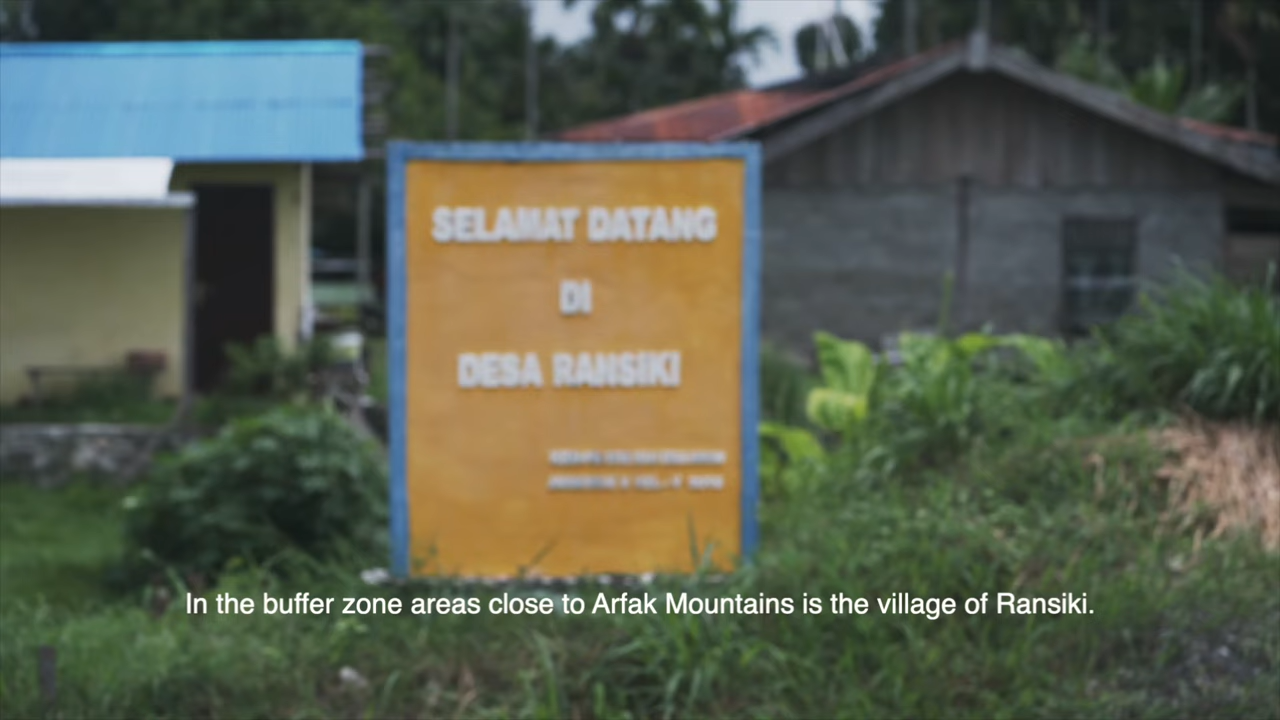 SELAMAT DATANG
DI
DESA RANSIKI
In the buffer zone areas close to Arfak Mountains is the village of Ransiki.